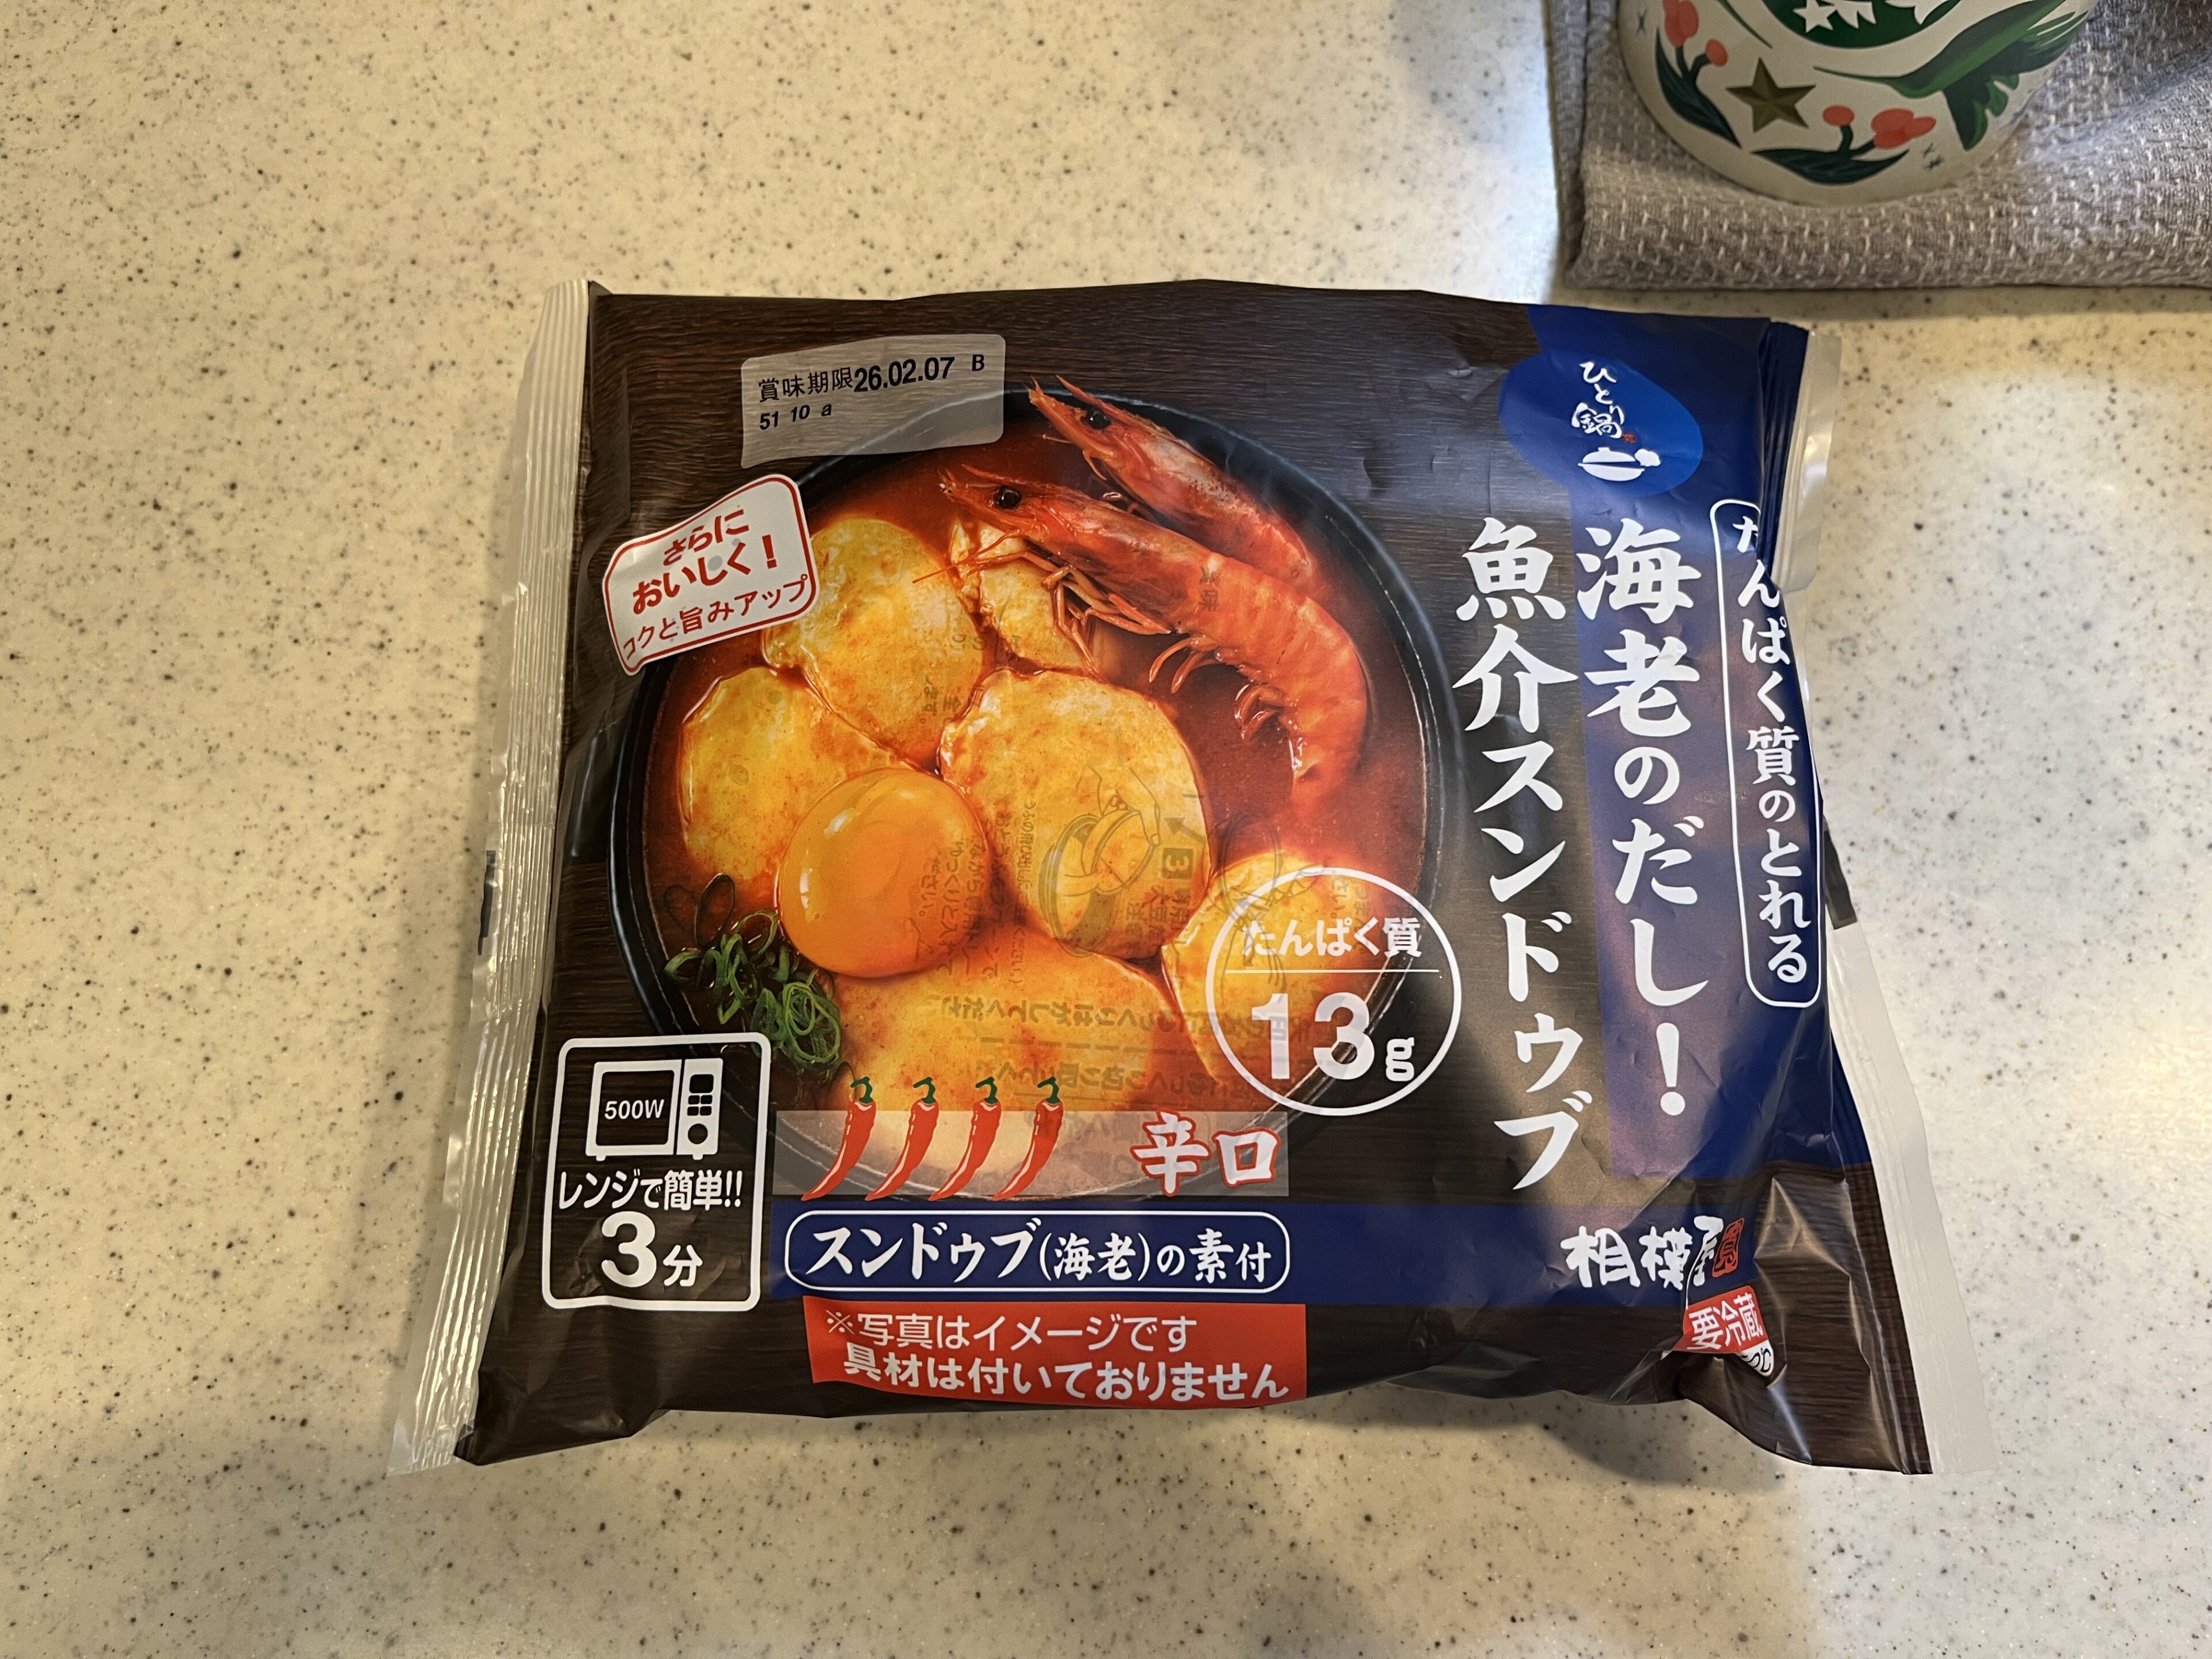 賞味期限26.02.07 B
51 10 a
さらに
おいしく!
コクと旨みアップ
ひとり鍋
たんぱく質のとれる
海老のだし!
魚介スンドゥブ
たんぱく質
13g
500W
レンジで簡単!!
3分
辛口
スンドゥブ(海老)の素付
相模屋
要冷蔵
※写真はイメージです
具材は付いておりません